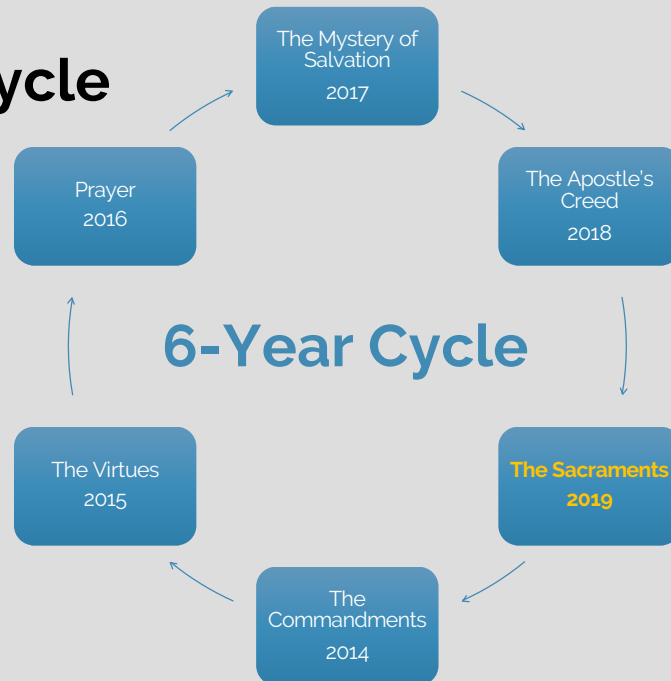 ycle
The Mystery of
Salvation
2017
The Apostle's
Creed
2018
The Sacraments
2019
The
Commandments
2014
The Virtues
2015
Prayer
2016
6-Year Cycle